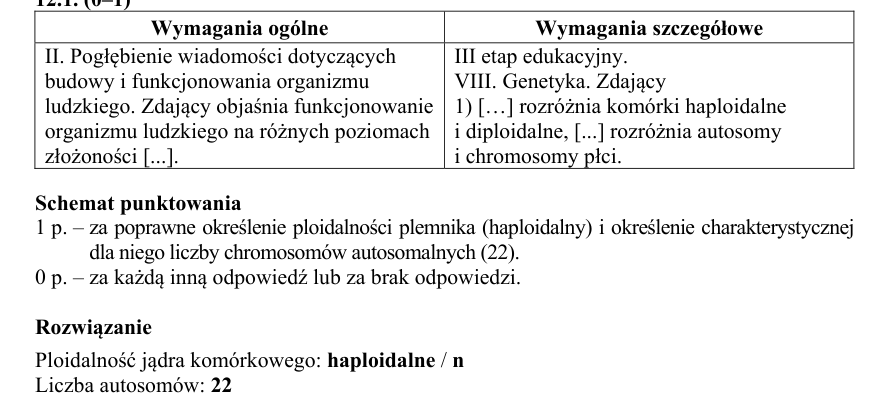 12.1. (0–1)
Wymagania ogólne
Wymagania szczegółowe
II. Pogłębienie wiadomości dotyczących
budowy i funkcjonowania organizmu
ludzkiego. Zdający objaśnia funkcjonowanie
organizmu ludzkiego na różnych poziomach
złożoności [...].
III etap edukacyjny.
VIII. Genetyka. Zdający
1) […] rozróżnia komórki haploidalne
i diploidalne, [...] rozróżnia autosomy
i chromosomy płci.
Schemat punktowania
1 p. – za poprawne określenie ploidalności plemnika (haploidalny) i określenie charakterystycznej
dla niego liczby chromosomów autosomalnych (22).
0 p. – za każdą inną odpowiedź lub za brak odpowiedzi.
Rozwiązanie
Ploidalność jądra komórkowego: haploidalne / n
Liczba autosomów: 22